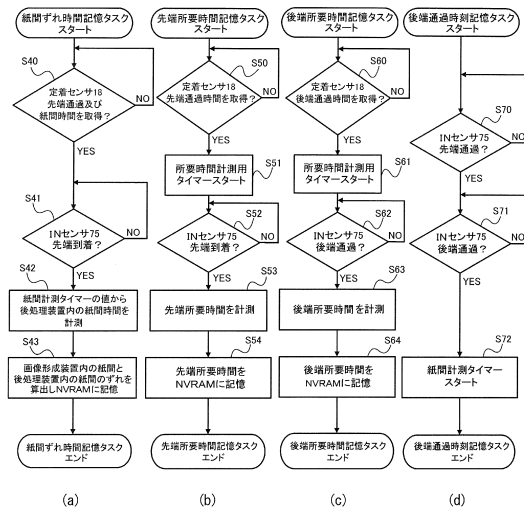 紙間ずれ時間記憶タスク
スタート
S40
定着センサ18
先端通過及び
紙間時間を取得?
NO
YES
S41
INセンサ75
先端到着?
NO
YES
S42
紙間計測タイマーの値から
後処理装置内の紙間時間を
計測
S43
画像形成装置内の紙間と
後処理装置内の紙間のずれを
算出しNVRAMに記憶
紙間ずれ時間記憶タスク
エンド
(a)
先端所要時間記憶タスク
スタート
S50
定着センサ18
先端通過時間を取得?
NO
YES
S51
所要時間計測用
タイマースタート
S52
INセンサ75
先端到着?
NO
YES
S53
先端所要時間を計測
S54
先端所要時間を
NVRAMに記憶
先端所要時間記憶タスク
エンド
(b)
後端所要時間記憶タスク
スタート
S60
定着センサ18
後端通過時間を取得?
NO
YES
S61
所要時間計測用
タイマースタート
S62
INセンサ75
後端通過?
NO
YES
S63
後端所要時間を計測
S64
後端所要時間を
NVRAMに記憶
後端所要時間記憶タスク
エンド
(c)
後端通過時刻記憶タスク
スタート
S70
INセンサ75
先端通過?
NO
YES
S71
INセンサ75
後端通過?
NO
YES
S72
紙間計測タイマー
スタート
後端通過時刻記憶タスク
エンド
(d)